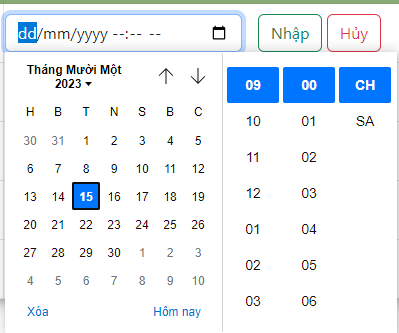 dd/mm/yyyy --:-- -- Nhập Hủy
Tháng Mười Một
2023
H B T N S B C
30 31 1 2 3 4 5
6 7 8 9 10 11 12
13 14 15 16 17 18 19
20 21 22 23 24 25 26
27 28 29 30 1 2 3
4 5 6 7 8 9 10
Xóa Hôm nay
09 00 CH
10 01 SA
11 02
12 03
01 04
02 05
03 06